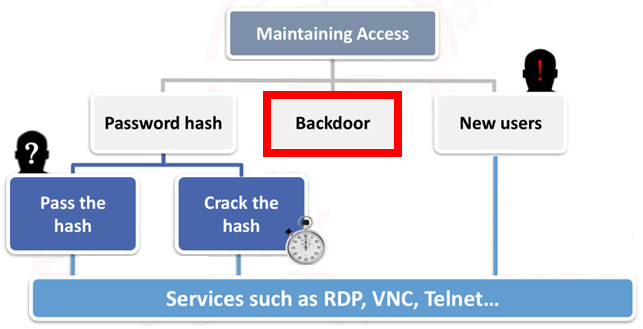 Maintaining Access
Password hash
Backdoor
New users
!
?
Pass the
hash
Crack the
hash
Services such as RDP, VNC, Telnet...